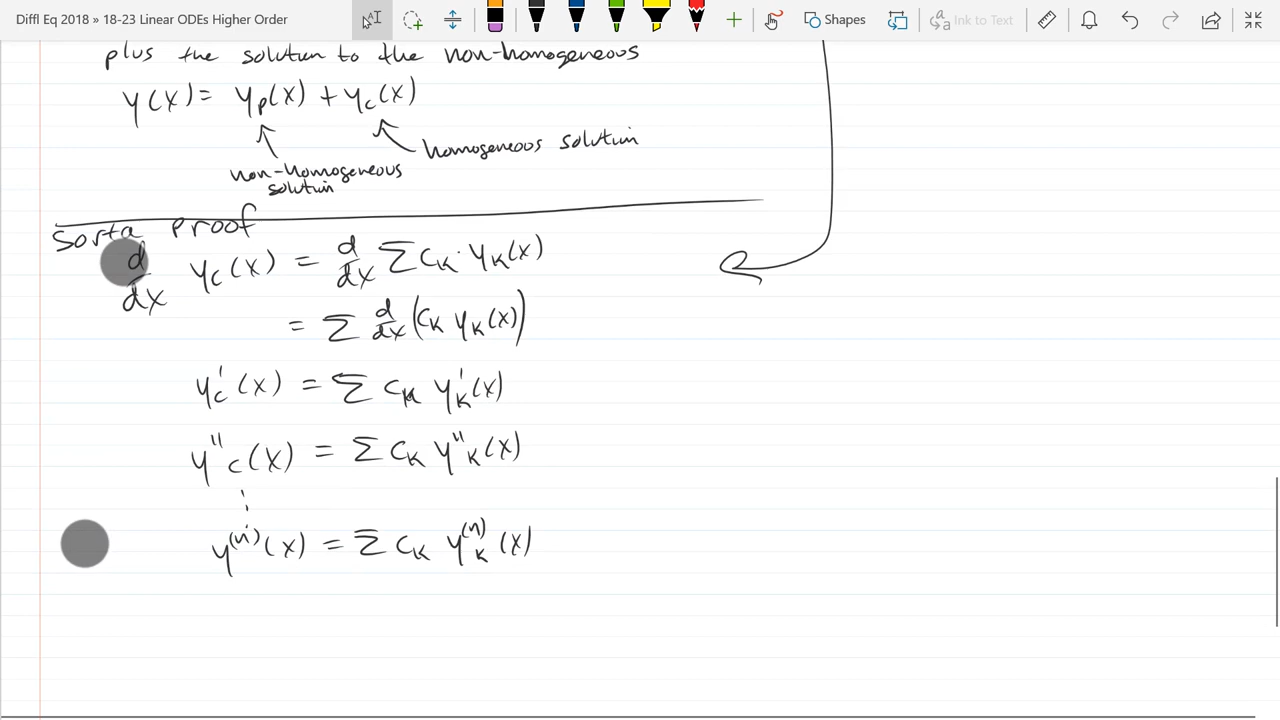 Diffl Eq 2018 » 18-23 Linear ODEs Higher Order
Shapes
Ink to Text
plus the solution to the non-homogeneous
y(x) = yp(x) + yc(x)
homogeneous solution
non-homogeneous
solution
Sorta proof
d/dx yc(x) = d/dx Σ cK · yK(x)
= Σ d/dx (cK yK(x))
yc'(x) = Σ cK yK'(x)
y''c(x) = Σ cK y''K(x)
⋮
y^(n)(x) = Σ cK y^(n)K(x)